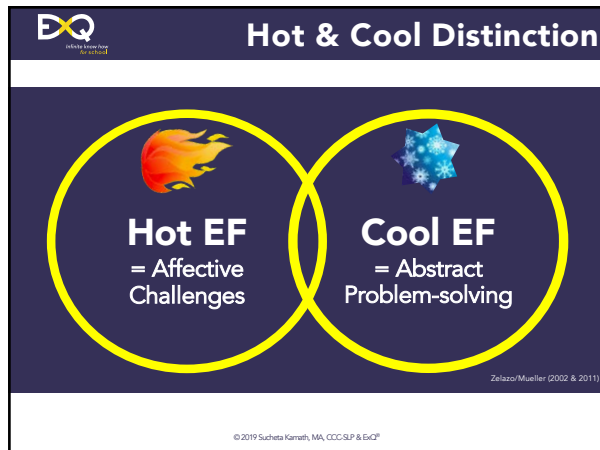 EXQ
infinite know how
for school
Hot & Cool Distinction
Hot EF
= Affective
Challenges
Cool EF
= Abstract
Problem-solving
Zelazo/Mueller (2002 & 2011)
© 2019 Sucheta Kamath, MA, CCC-SLP & ExQ®